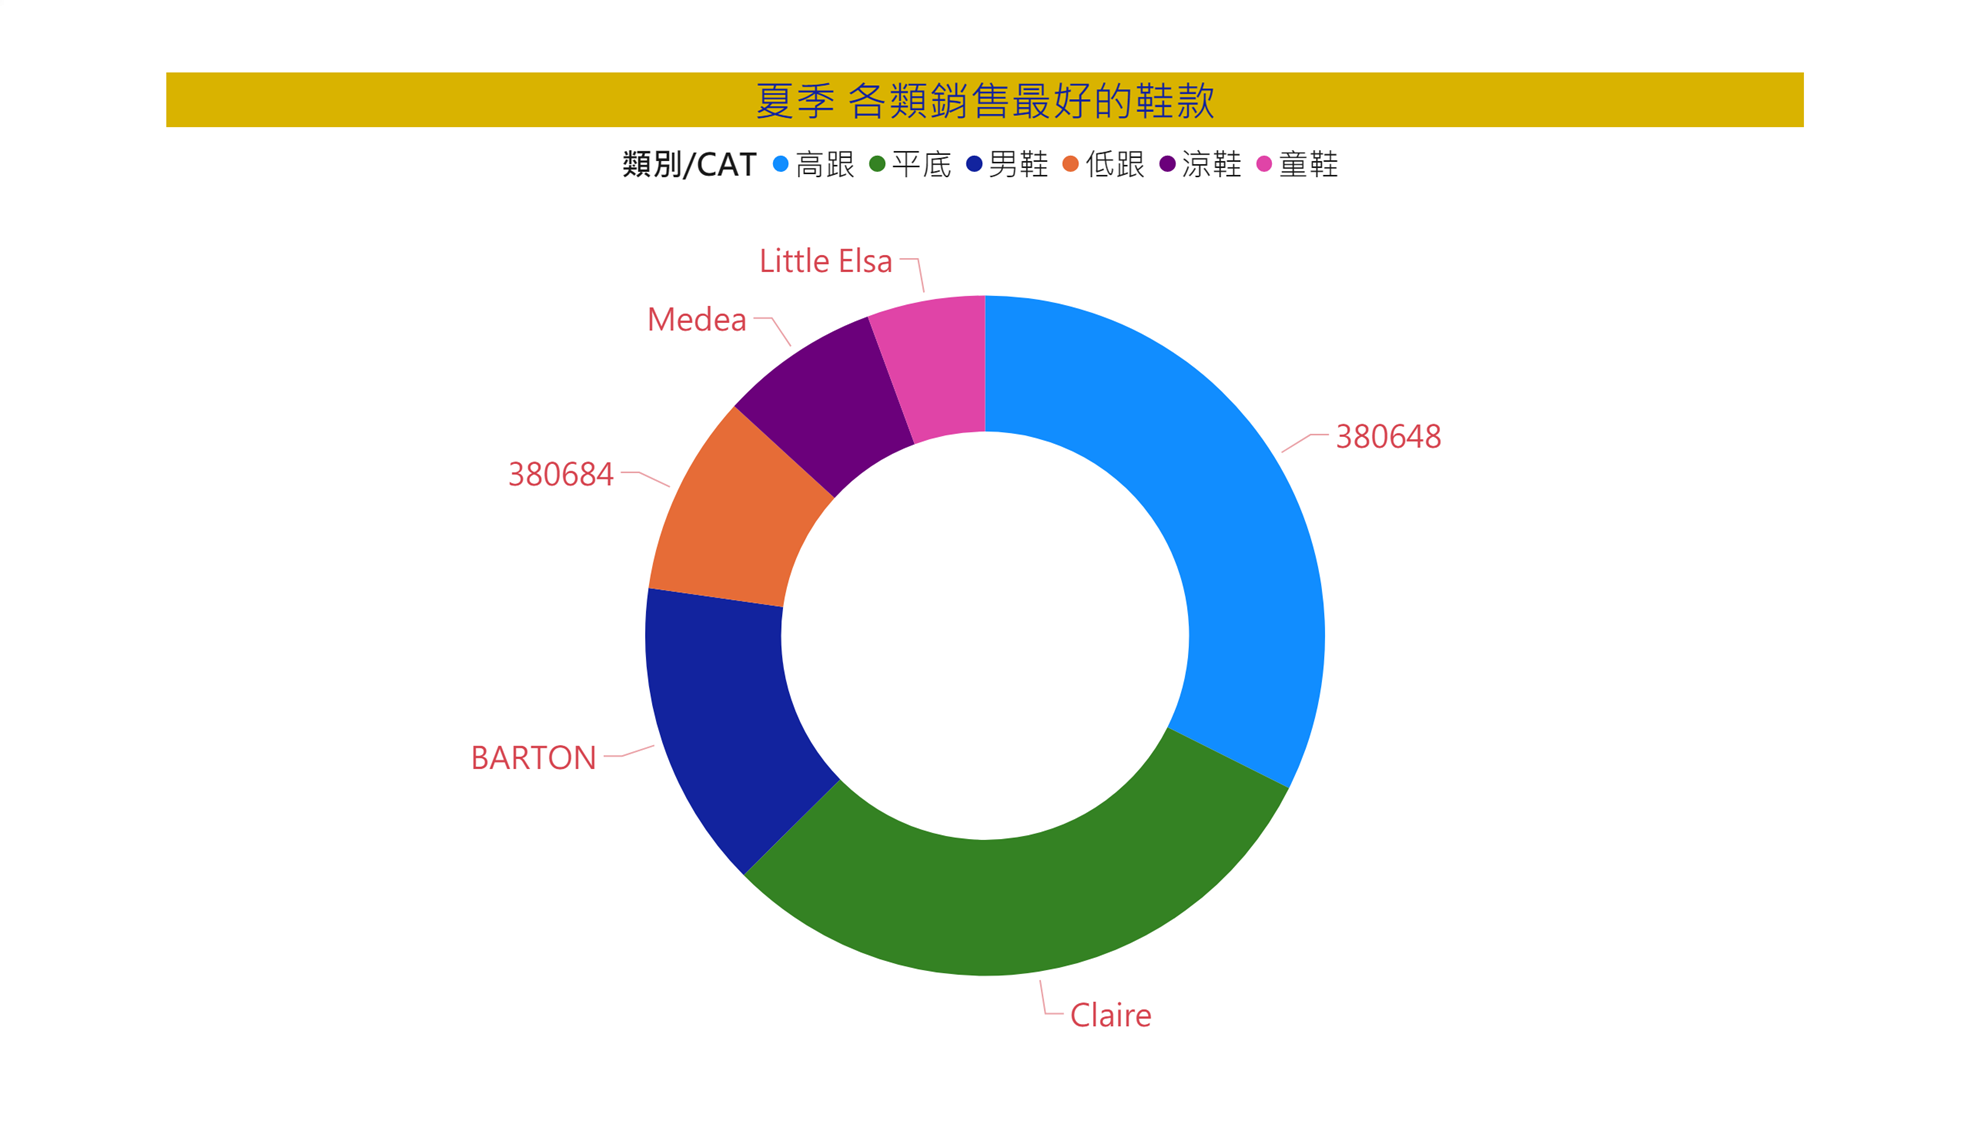 夏季 各類銷售最好的鞋款
類別/CAT 高跟 平底 男鞋 低跟 涼鞋 童鞋
Little Elsa
Medea
380648
380684
BARTON
Claire